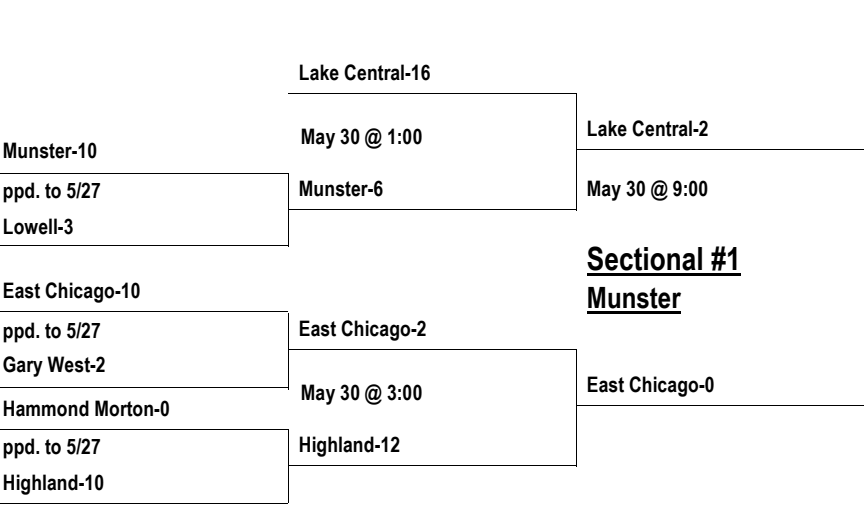 Lake Central-16
May 30 @ 1:00
Lake Central-2
Munster-10
ppd. to 5/27
Munster-6
May 30 @ 9:00
Lowell-3
Sectional #1
Munster
East Chicago-10
ppd. to 5/27
East Chicago-2
Gary West-2
May 30 @ 3:00
East Chicago-0
Hammond Morton-0
ppd. to 5/27
Highland-12
Highland-10